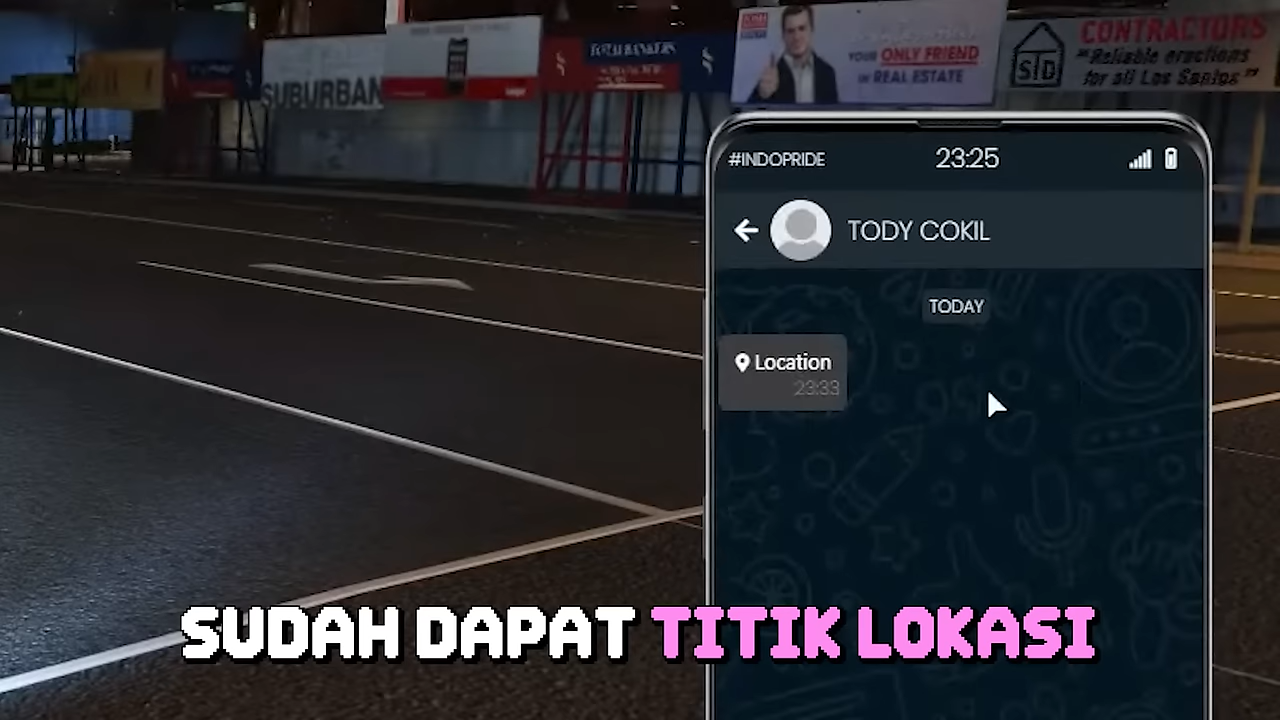 SUBURBAN
YOUR ONLY FRIEND
IN REAL ESTATE
CONTRACTORS
STD
"Reliable erections
for all Los Santos"
#INDOPRIDE
23:25
TODY COKIL
TODAY
Location
23:33
SUDAH DAPAT TITIK LOKASI